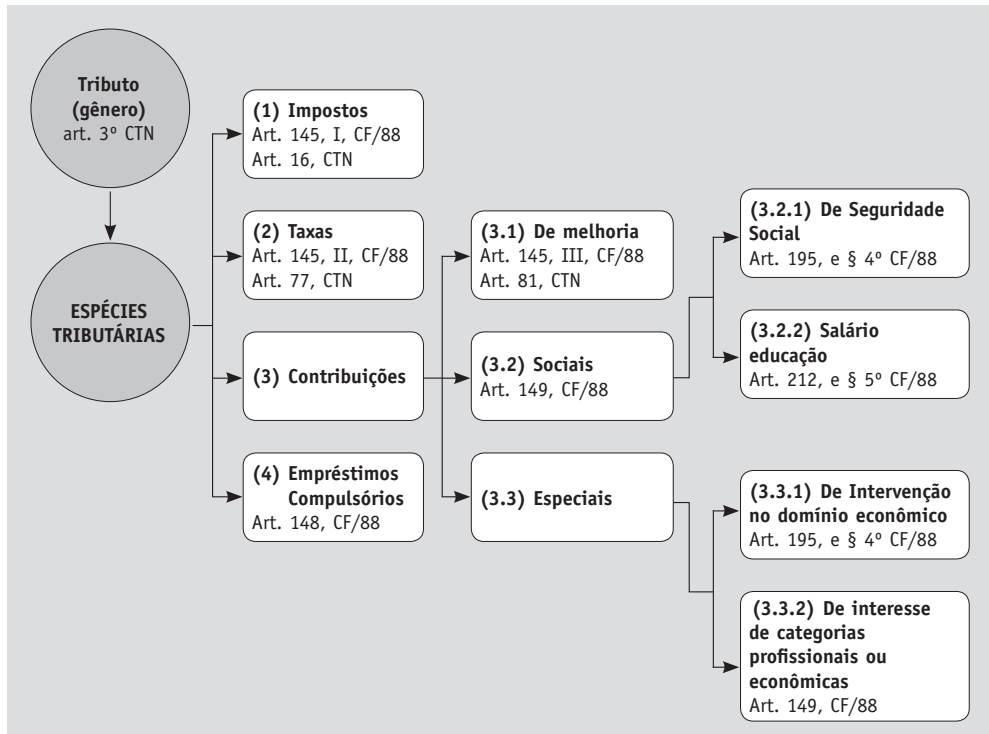 Tributo
(gênero)
art. 3º CTN
ESPÉCIES
TRIBUTÁRIAS
(1) Impostos
Art. 145, I, CF/88
Art. 16, CTN
(2) Taxas
Art. 145, II, CF/88
Art. 77, CTN
(3) Contribuições
(4) Empréstimos
Compulsórios
Art. 148, CF/88
(3.1) De melhoria
Art. 145, III, CF/88
Art. 81, CTN
(3.2) Sociais
Art. 149, CF/88
(3.3) Especiais
(3.2.1) De Seguridade
Social
Art. 195, e § 4º CF/88
(3.2.2) Salário
educação
Art. 212, e § 5º CF/88
(3.3.1) De Intervenção
no domínio econômico
Art. 195, e § 4º CF/88
(3.3.2) De interesse
de categorias
profissionais ou
econômicas
Art. 149, CF/88